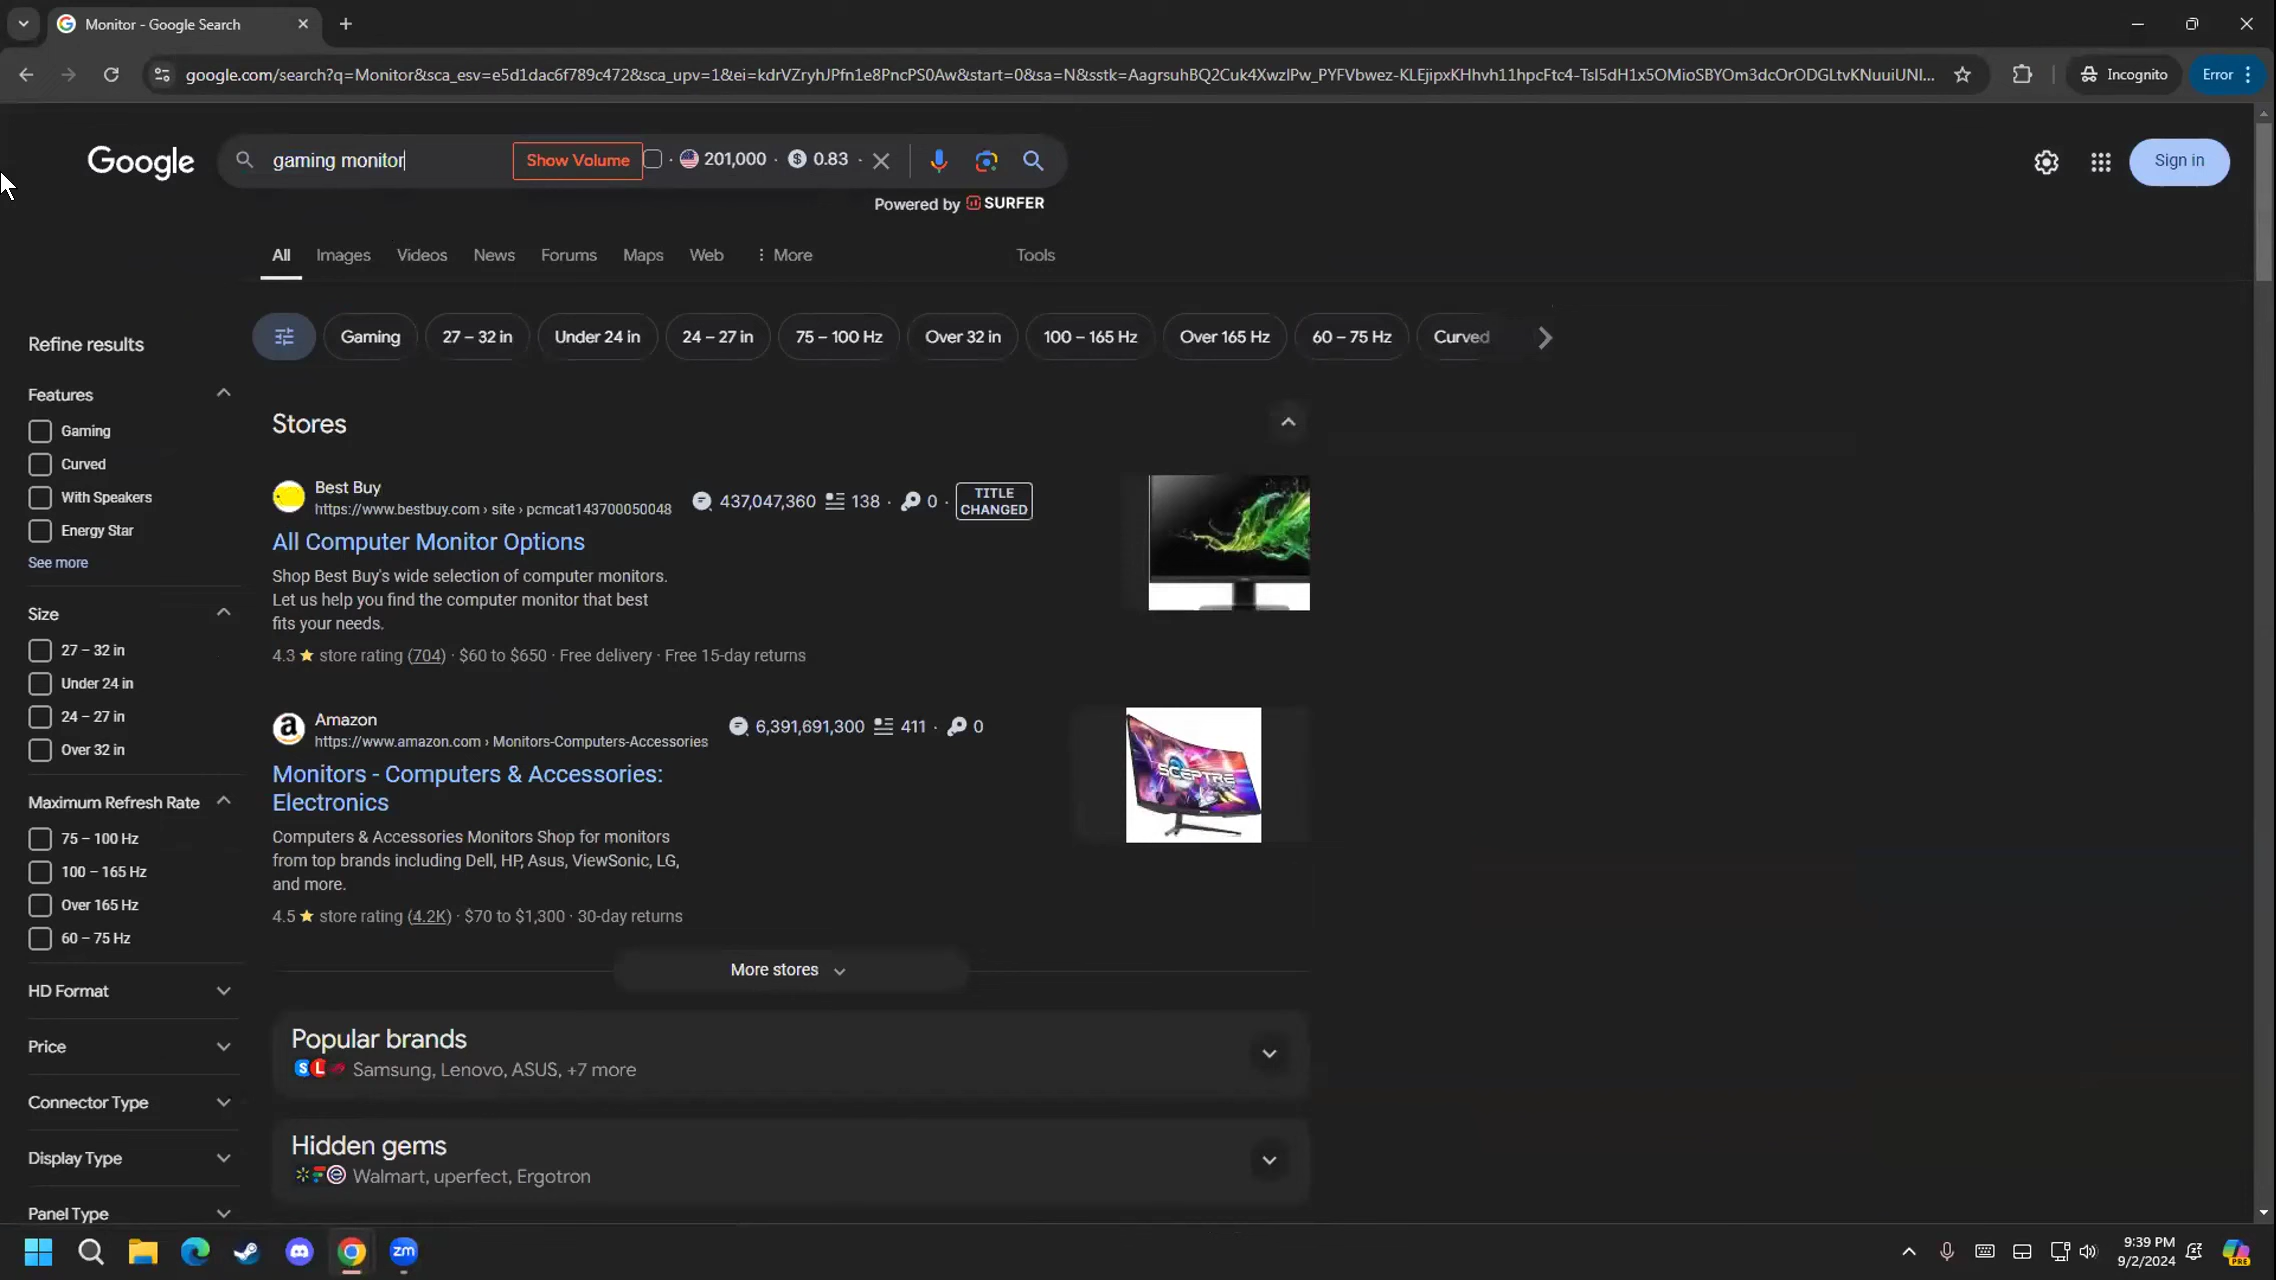 Monitor - Google Search
google.com/search?q=Monitor&sca_esv=e5d1dac6f789c472&sca_upv=1&ei=kdrVZryhJPfn1e8PncPS0Aw&start=0&sa=N&sstk=AagrsuhBQ2Cuk4XwzlPw_PYFVbwez-KLEjipxKHhvh11hpcFtc4-TsI5dH1x5OMioSBYOm3dcOrODGLtvKNuuiUNI...
Incognito
Error
Google
gaming monitor
Show Volume
· 201,000 · $ 0.83 ·
Sign in
Powered by SURFER
All Images Videos News Forums Maps Web More Tools
Gaming 27 – 32 in Under 24 in 24 – 27 in 75 – 100 Hz Over 32 in 100 – 165 Hz Over 165 Hz 60 – 75 Hz Curved
Refine results
Features
Gaming
Curved
With Speakers
Energy Star
See more
Size
27 – 32 in
Under 24 in
24 – 27 in
Over 32 in
Maximum Refresh Rate
75 – 100 Hz
100 – 165 Hz
Over 165 Hz
60 – 75 Hz
HD Format
Price
Connector Type
Display Type
Panel Type
Stores
Best Buy
https://www.bestbuy.com › site › pcmcat143700050048
437,047,360 138 · 0 ·
TITLE
CHANGED
All Computer Monitor Options
Shop Best Buy's wide selection of computer monitors.
Let us help you find the computer monitor that best
fits your needs.
4.3 ★ store rating (704) · $60 to $650 · Free delivery · Free 15-day returns
Amazon
https://www.amazon.com › Monitors-Computers-Accessories
6,391,691,300 411 · 0
Monitors - Computers & Accessories:
Electronics
Computers & Accessories Monitors Shop for monitors
from top brands including Dell, HP, Asus, ViewSonic, LG,
and more.
4.5 ★ store rating (4.2K) · $70 to $1,300 · 30-day returns
SCEPTRE
More stores
Popular brands
S L
Samsung, Lenovo, ASUS, +7 more
Hidden gems
Walmart, uperfect, Ergotron
zm
9:39 PM
9/2/2024
PRE